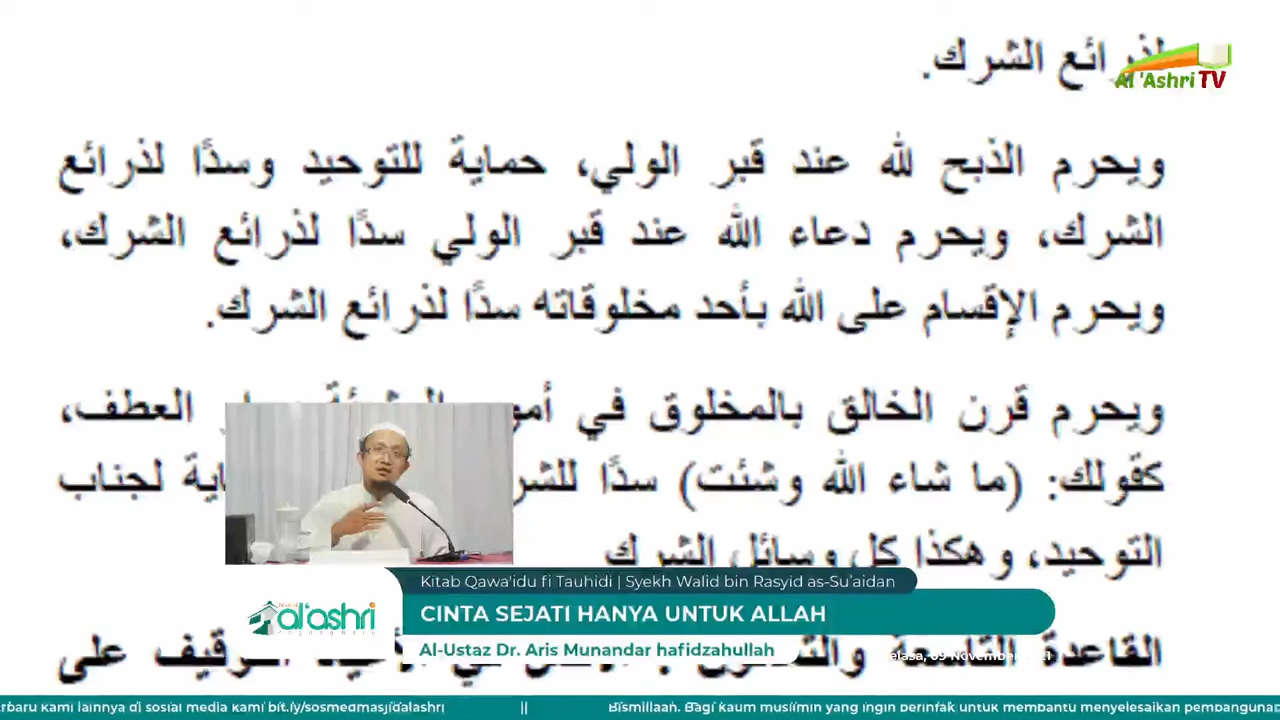 لذرائع الشرك.
Al 'Ashri TV
ويحرم الذبح لله عند قبر الولي، حماية للتوحيد وسدًّا لذرائع
الشرك، ويحرم دعاء الله عند قبر الولي سدًّا لذرائع الشرك،
ويحرم الإقسام على الله بأحد مخلوقاته سدًّا لذرائع الشرك.
ويحرم قرن الخالق بالمخلوق في العطف،
كقولك: (ما شاء الله وشئت) سدًّا لجناب
التوحيد، وهكذا كل وسائل الشرك
Kitab Qawa'idu fi Tauhidi | Syekh Walid bin Rasyid as-Su'aidan
al'ashri
CINTA SEJATI HANYA UNTUK ALLAH
Al-Ustaz Dr. Aris Munandar hafidzahullah
القاعدة على
kami lainnya di sosial media kami bit.ly/sosmedmasjidalashri || Bismillaah. Bagi kaum muslimin yang ingin berinfak untuk membantu menyelesaikan